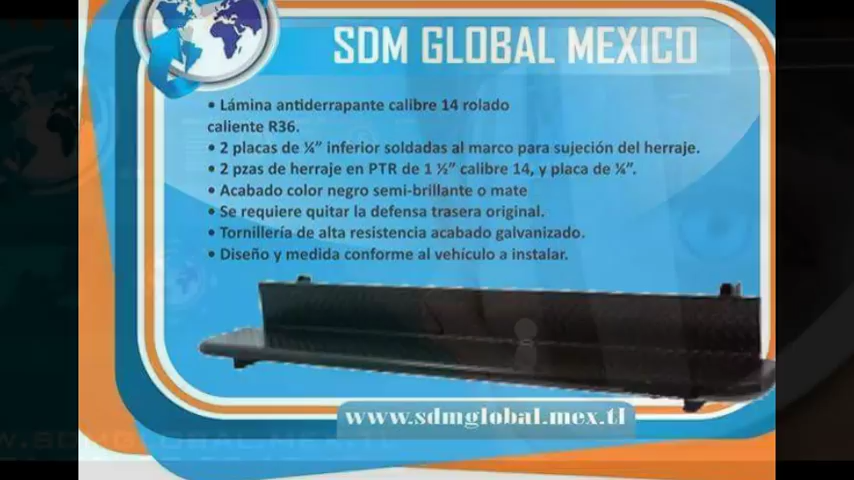 SDM GLOBAL MEXICO
• Lámina antiderrapante calibre 14 rolado
caliente R36.
• 2 placas de ¼” inferior soldadas al marco para sujeción del herraje.
• 2 pzas de herraje en PTR de 1 ½” calibre 14, y placa de ¼”.
• Acabado color negro semi-brillante o mate
• Se requiere quitar la defensa trasera original.
• Tornillería de alta resistencia acabado galvanizado.
• Diseño y medida conforme al vehículo a instalar.
www.sdmglobal.mex.tl